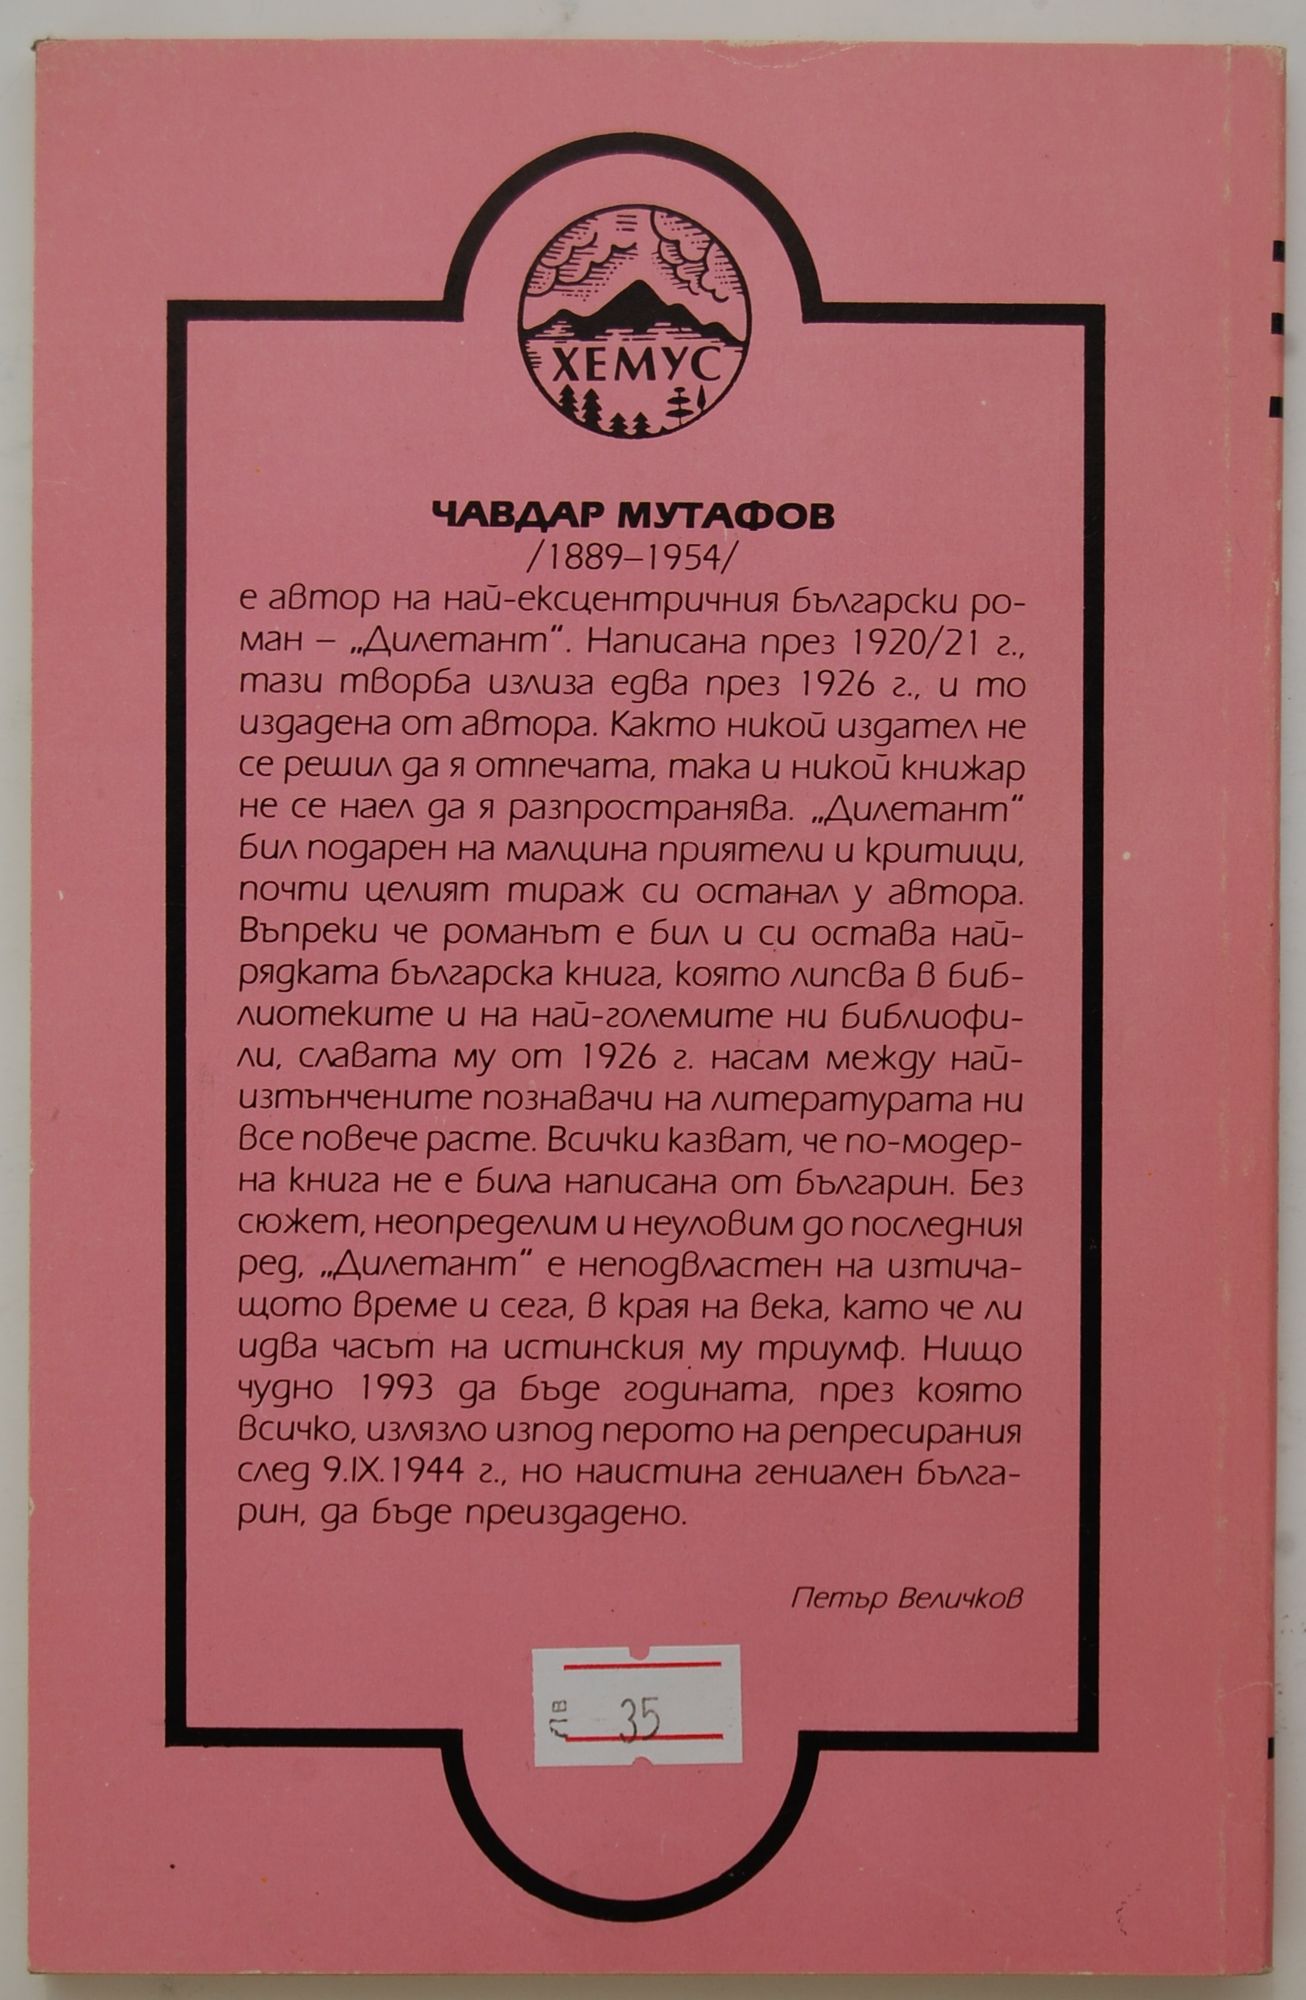 ХЕМУС
ЧАВДАР МУТАФОВ
/1889–1954/
е автор на най-ексцентричния български ро-
ман – „Дилетант“. Написана през 1920/21 г.,
тази творба излиза едва през 1926 г., и то
издадена от автора. Както никой издател не
се решил да я отпечата, така и никой книжар
не се наел да я разпространява. „Дилетант“
бил подарен на малцина приятели и критици,
почти целият тираж си останал у автора.
Въпреки че романът е бил и си остава най-
рядката българска книга, която липсва в биб-
лиотеките и на най-големите ни библиофи-
ли, славата му от 1926 г. насам между най-
изтънчените познавачи на литературата ни
все повече расте. Всички казват, че по-модер-
на книга не е била написана от българин. Без
сюжет, неопределим и неуловим до последния
ред, „Дилетант“ е неподвластен на изтича-
щото време и сега, в края на века, като че ли
идва часът на истинския му триумф. Нищо
чудно 1993 да бъде годината, през която
всичко, излязло изпод перото на репресирания
след 9.IX.1944 г., но наистина гениален бълга-
рин, да бъде преиздадено.
Петър Величков
лв 35